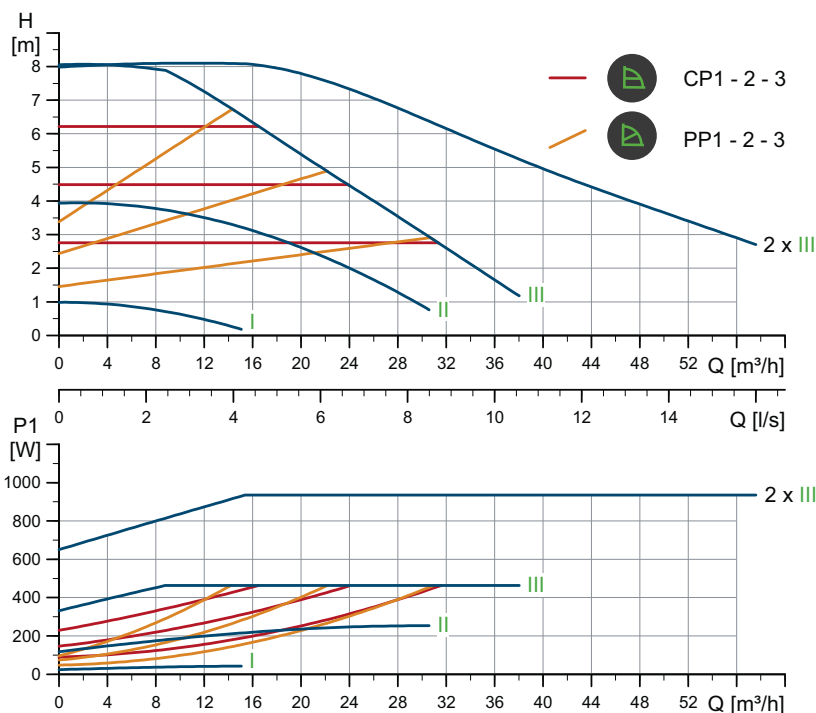 H
[m]
8
7
6
5
4
3
2
1
0
CP1 - 2 - 3
PP1 - 2 - 3
2 x III
III
II
I
0 4 8 12 16 20 24 28 32 36 40 44 48 52 Q [m³/h]
0 2 4 6 8 10 12 14 Q [l/s]
P1
[W]
1000
800
600
400
200
0
2 x III
III
II
I
0 4 8 12 16 20 24 28 32 36 40 44 48 52 Q [m³/h]